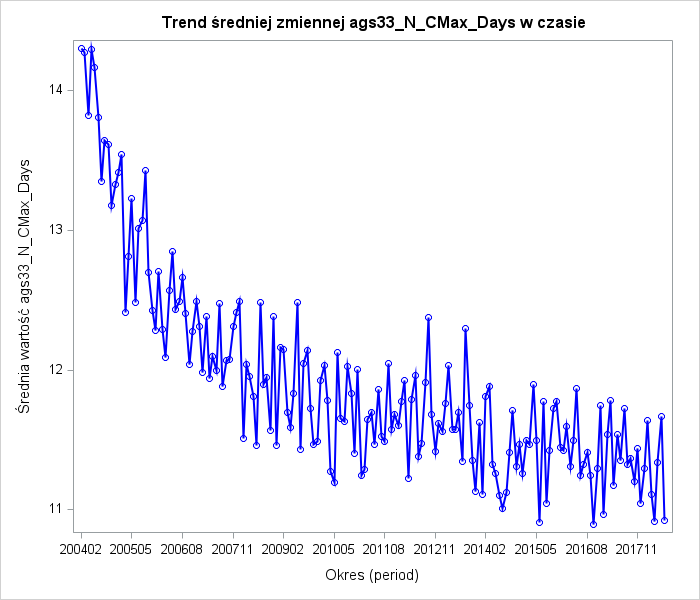 Trend średniej zmiennej ags33_N_CMax_Days w czasie
Średnia wartość ags33_N_CMax_Days
14
13
12
11
200402 200505 200608 200711 200902 201005 201108 201211 201402 201505 201608 201711
Okres (period)